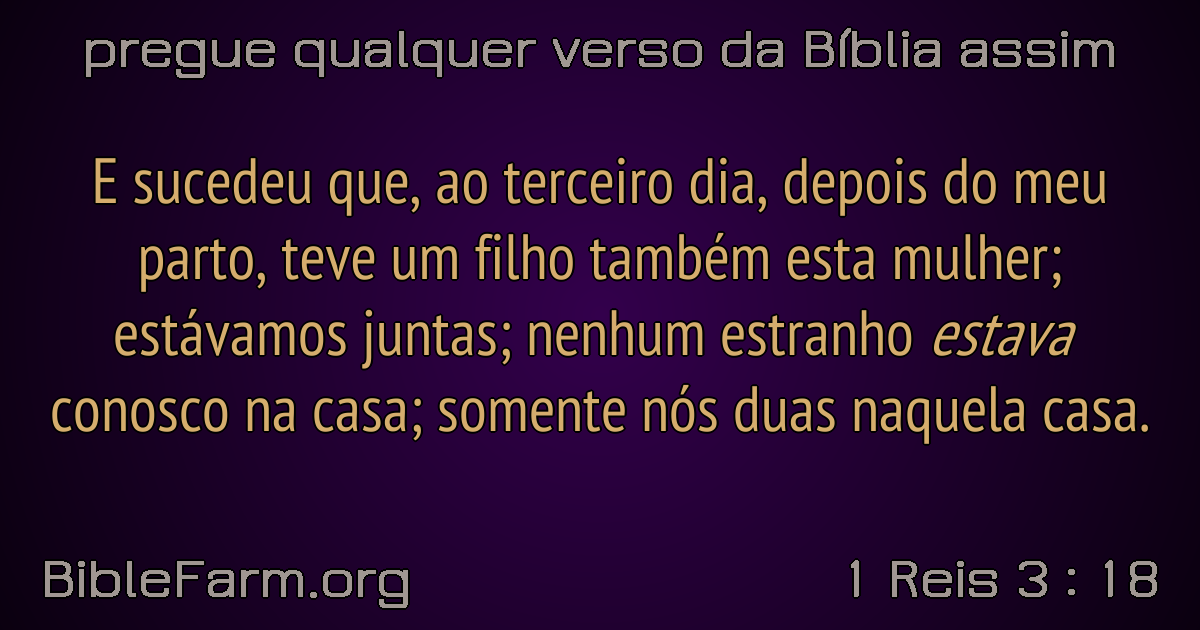 pregue qualquer verso da Bíblia assim
E sucedeu que, ao terceiro dia, depois do meu
parto, teve um filho também esta mulher;
estávamos juntas; nenhum estranho estava
conosco na casa; somente nós duas naquela casa.
BibleFarm.org
1 Reis 3 : 18